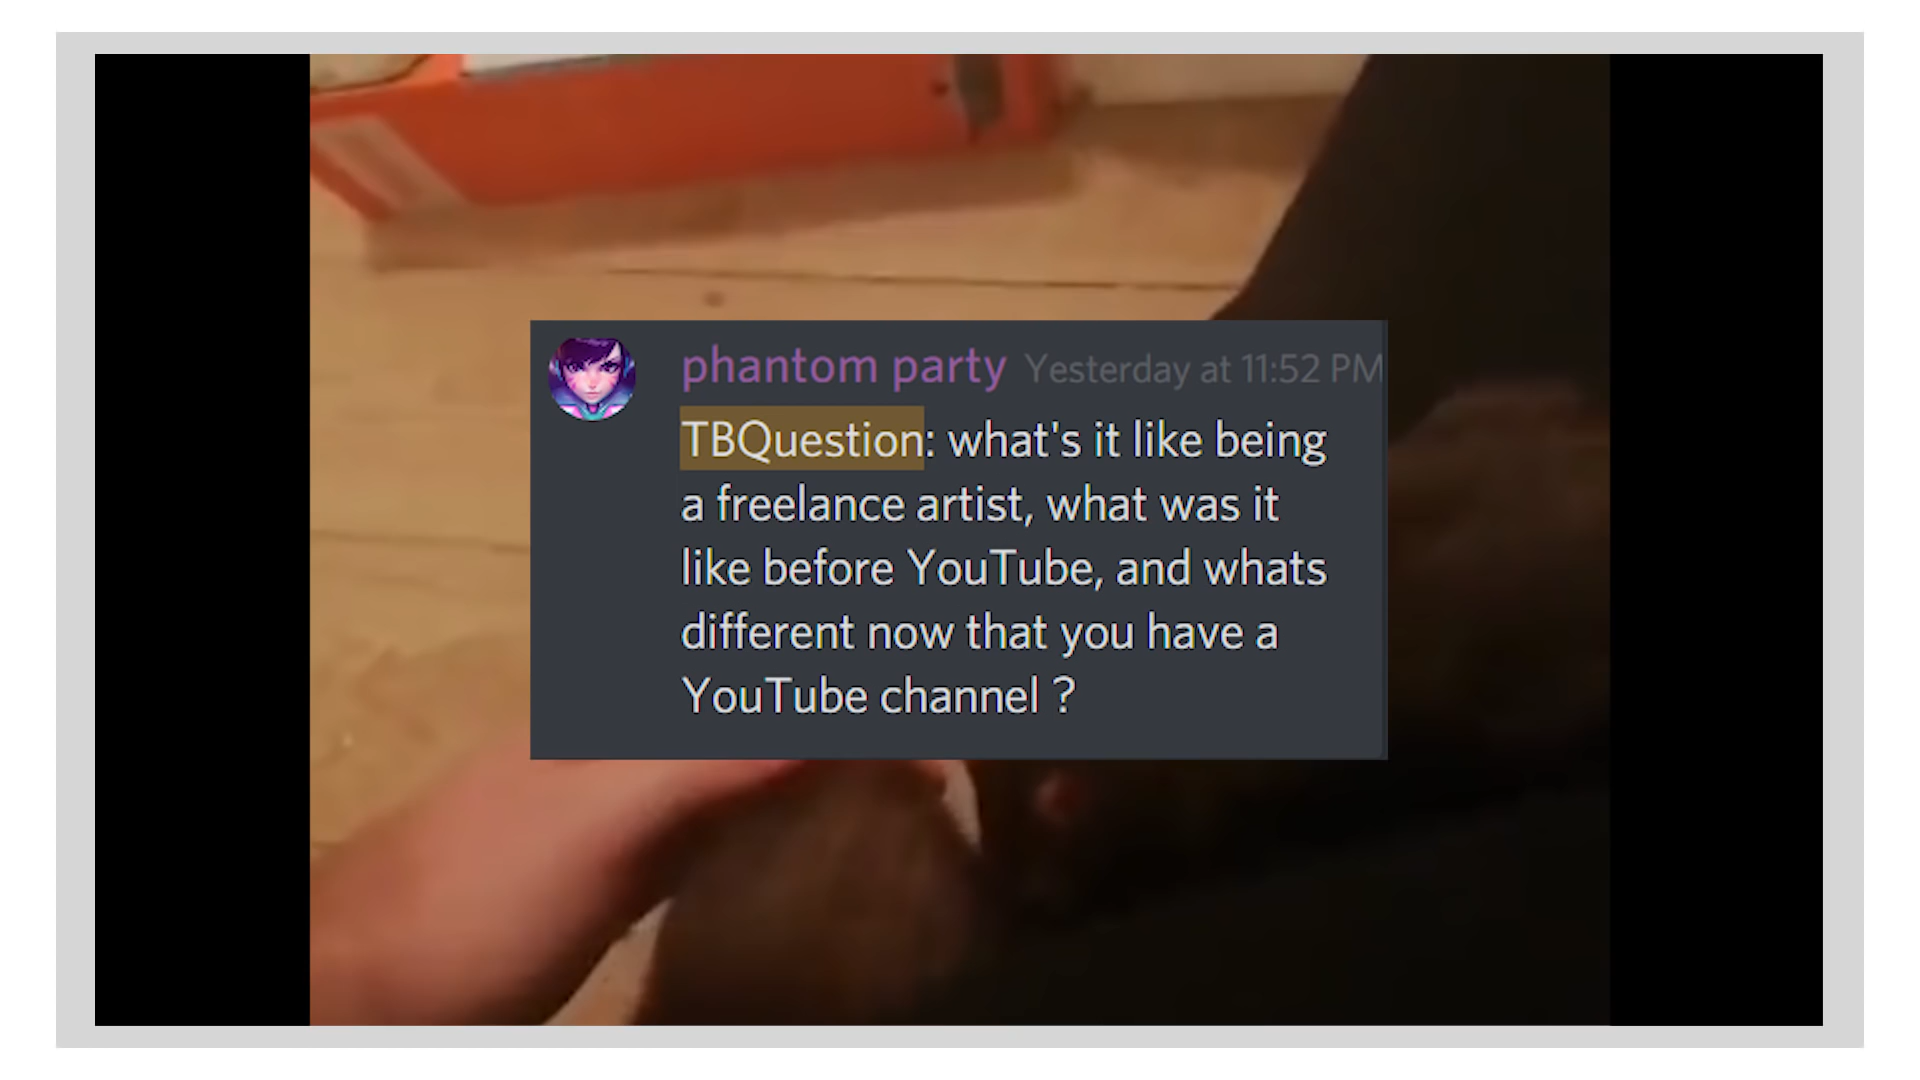 phantom party Yesterday at 11:52 PM
TBQuestion: what's it like being
a freelance artist, what was it
like before YouTube, and whats
different now that you have a
YouTube channel ?